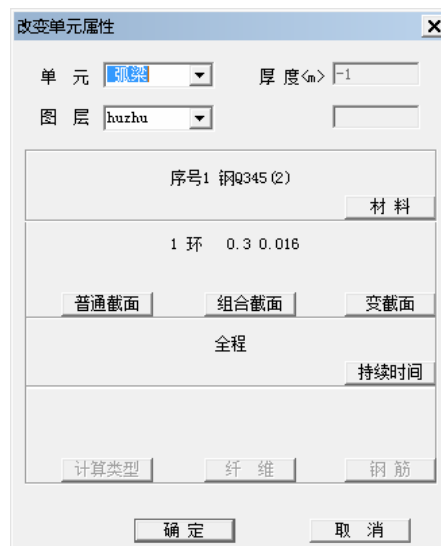 改变单元属性
单 元 弧梁 厚 度<m> -1
图 层 huzhu
序号1 钢Q345(2)
材 料
1 环 0.3 0.016
普通截面 组合截面 变截面
全程
持续时间
计算类型 纤 维 钢 筋
确 定 取 消